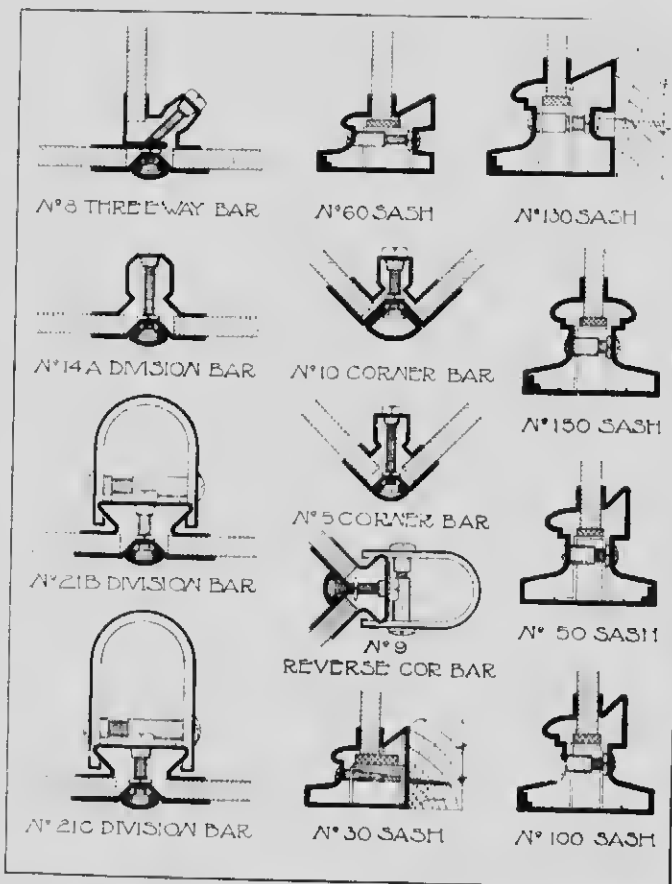 Nº 8 THREE WAY BAR
Nº 60 SASH
Nº 130 SASH
Nº 14 A DIVISION BAR
Nº 10 CORNER BAR
Nº 150 SASH
Nº 5 CORNER BAR
Nº 21B DIVISION BAR
Nº 9
REVERSE COR BAR
Nº 50 SASH
Nº 21C DIVISION BAR
Nº 30 SASH
Nº 100 SASH